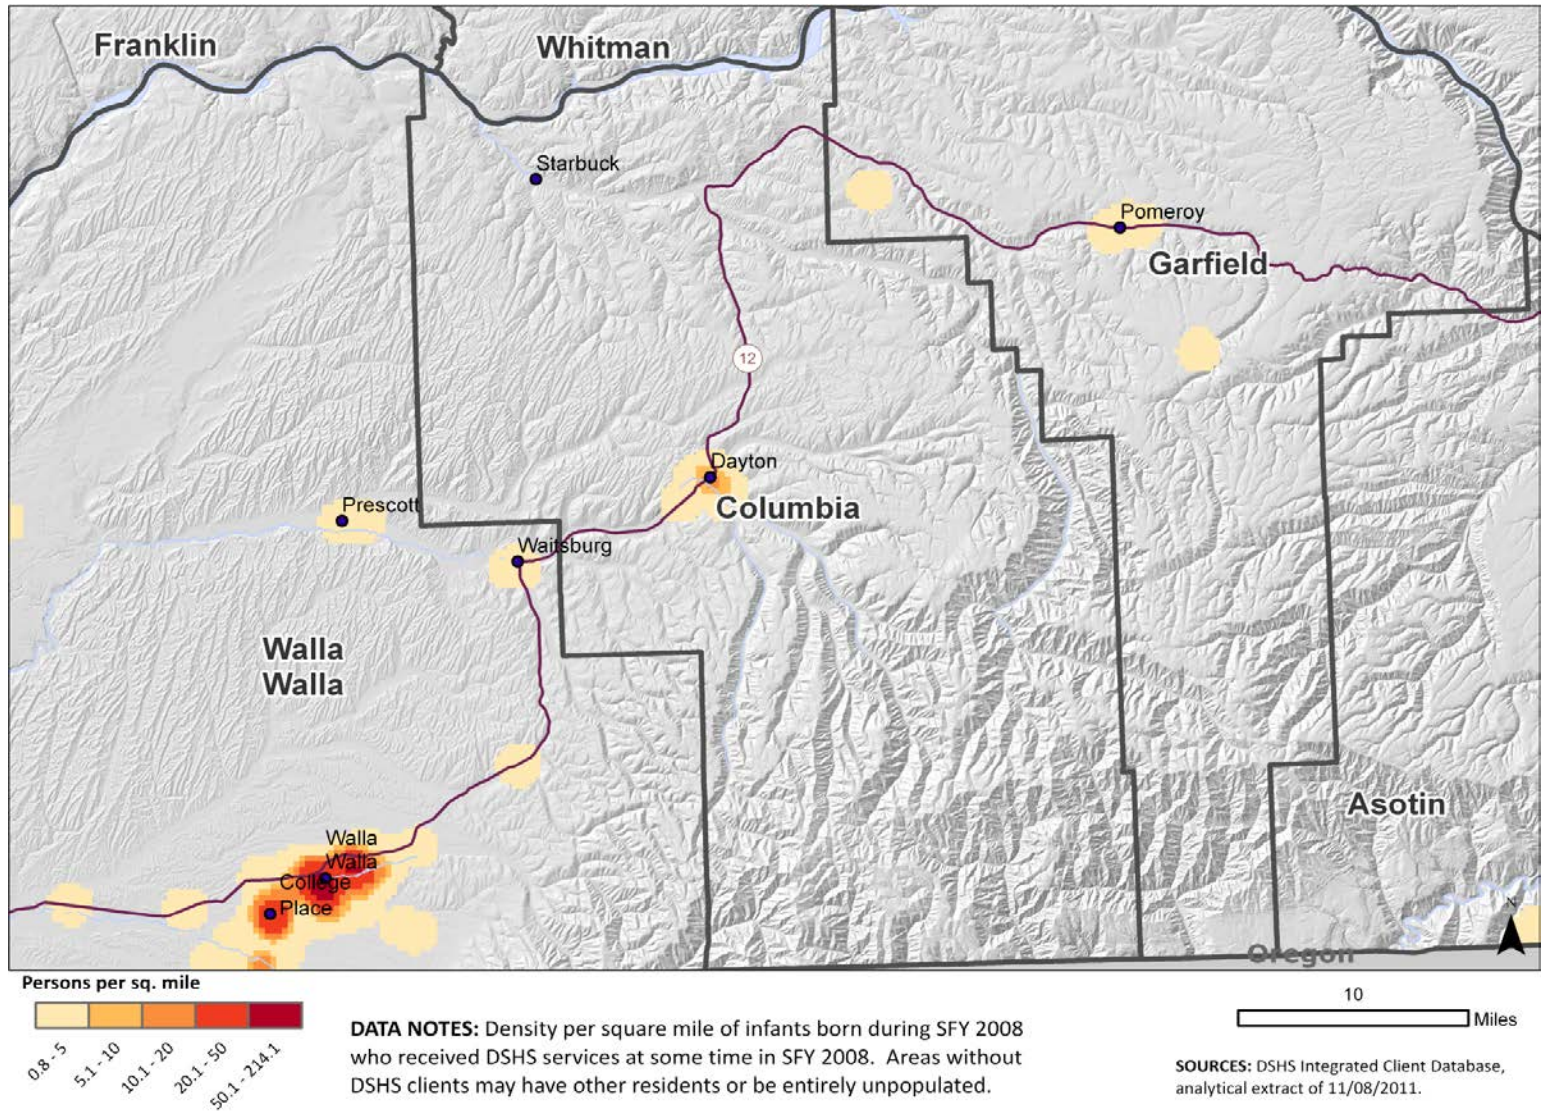 Franklin
Whitman
Starbuck
Pomeroy
Garfield
12
Dayton
Columbia
Prescott
Waitsburg
Walla
Walla
Asotin
Walla
Walla
College
Place
N
Oregon
Persons per sq. mile
0.8 - 5
5.1 - 10
10.1 - 20
20.1 - 50
50.1 - 214.1
DATA NOTES: Density per square mile of infants born during SFY 2008
who received DSHS services at some time in SFY 2008. Areas without
DSHS clients may have other residents or be entirely unpopulated.
10
Miles
SOURCES: DSHS Integrated Client Database,
analytical extract of 11/08/2011.